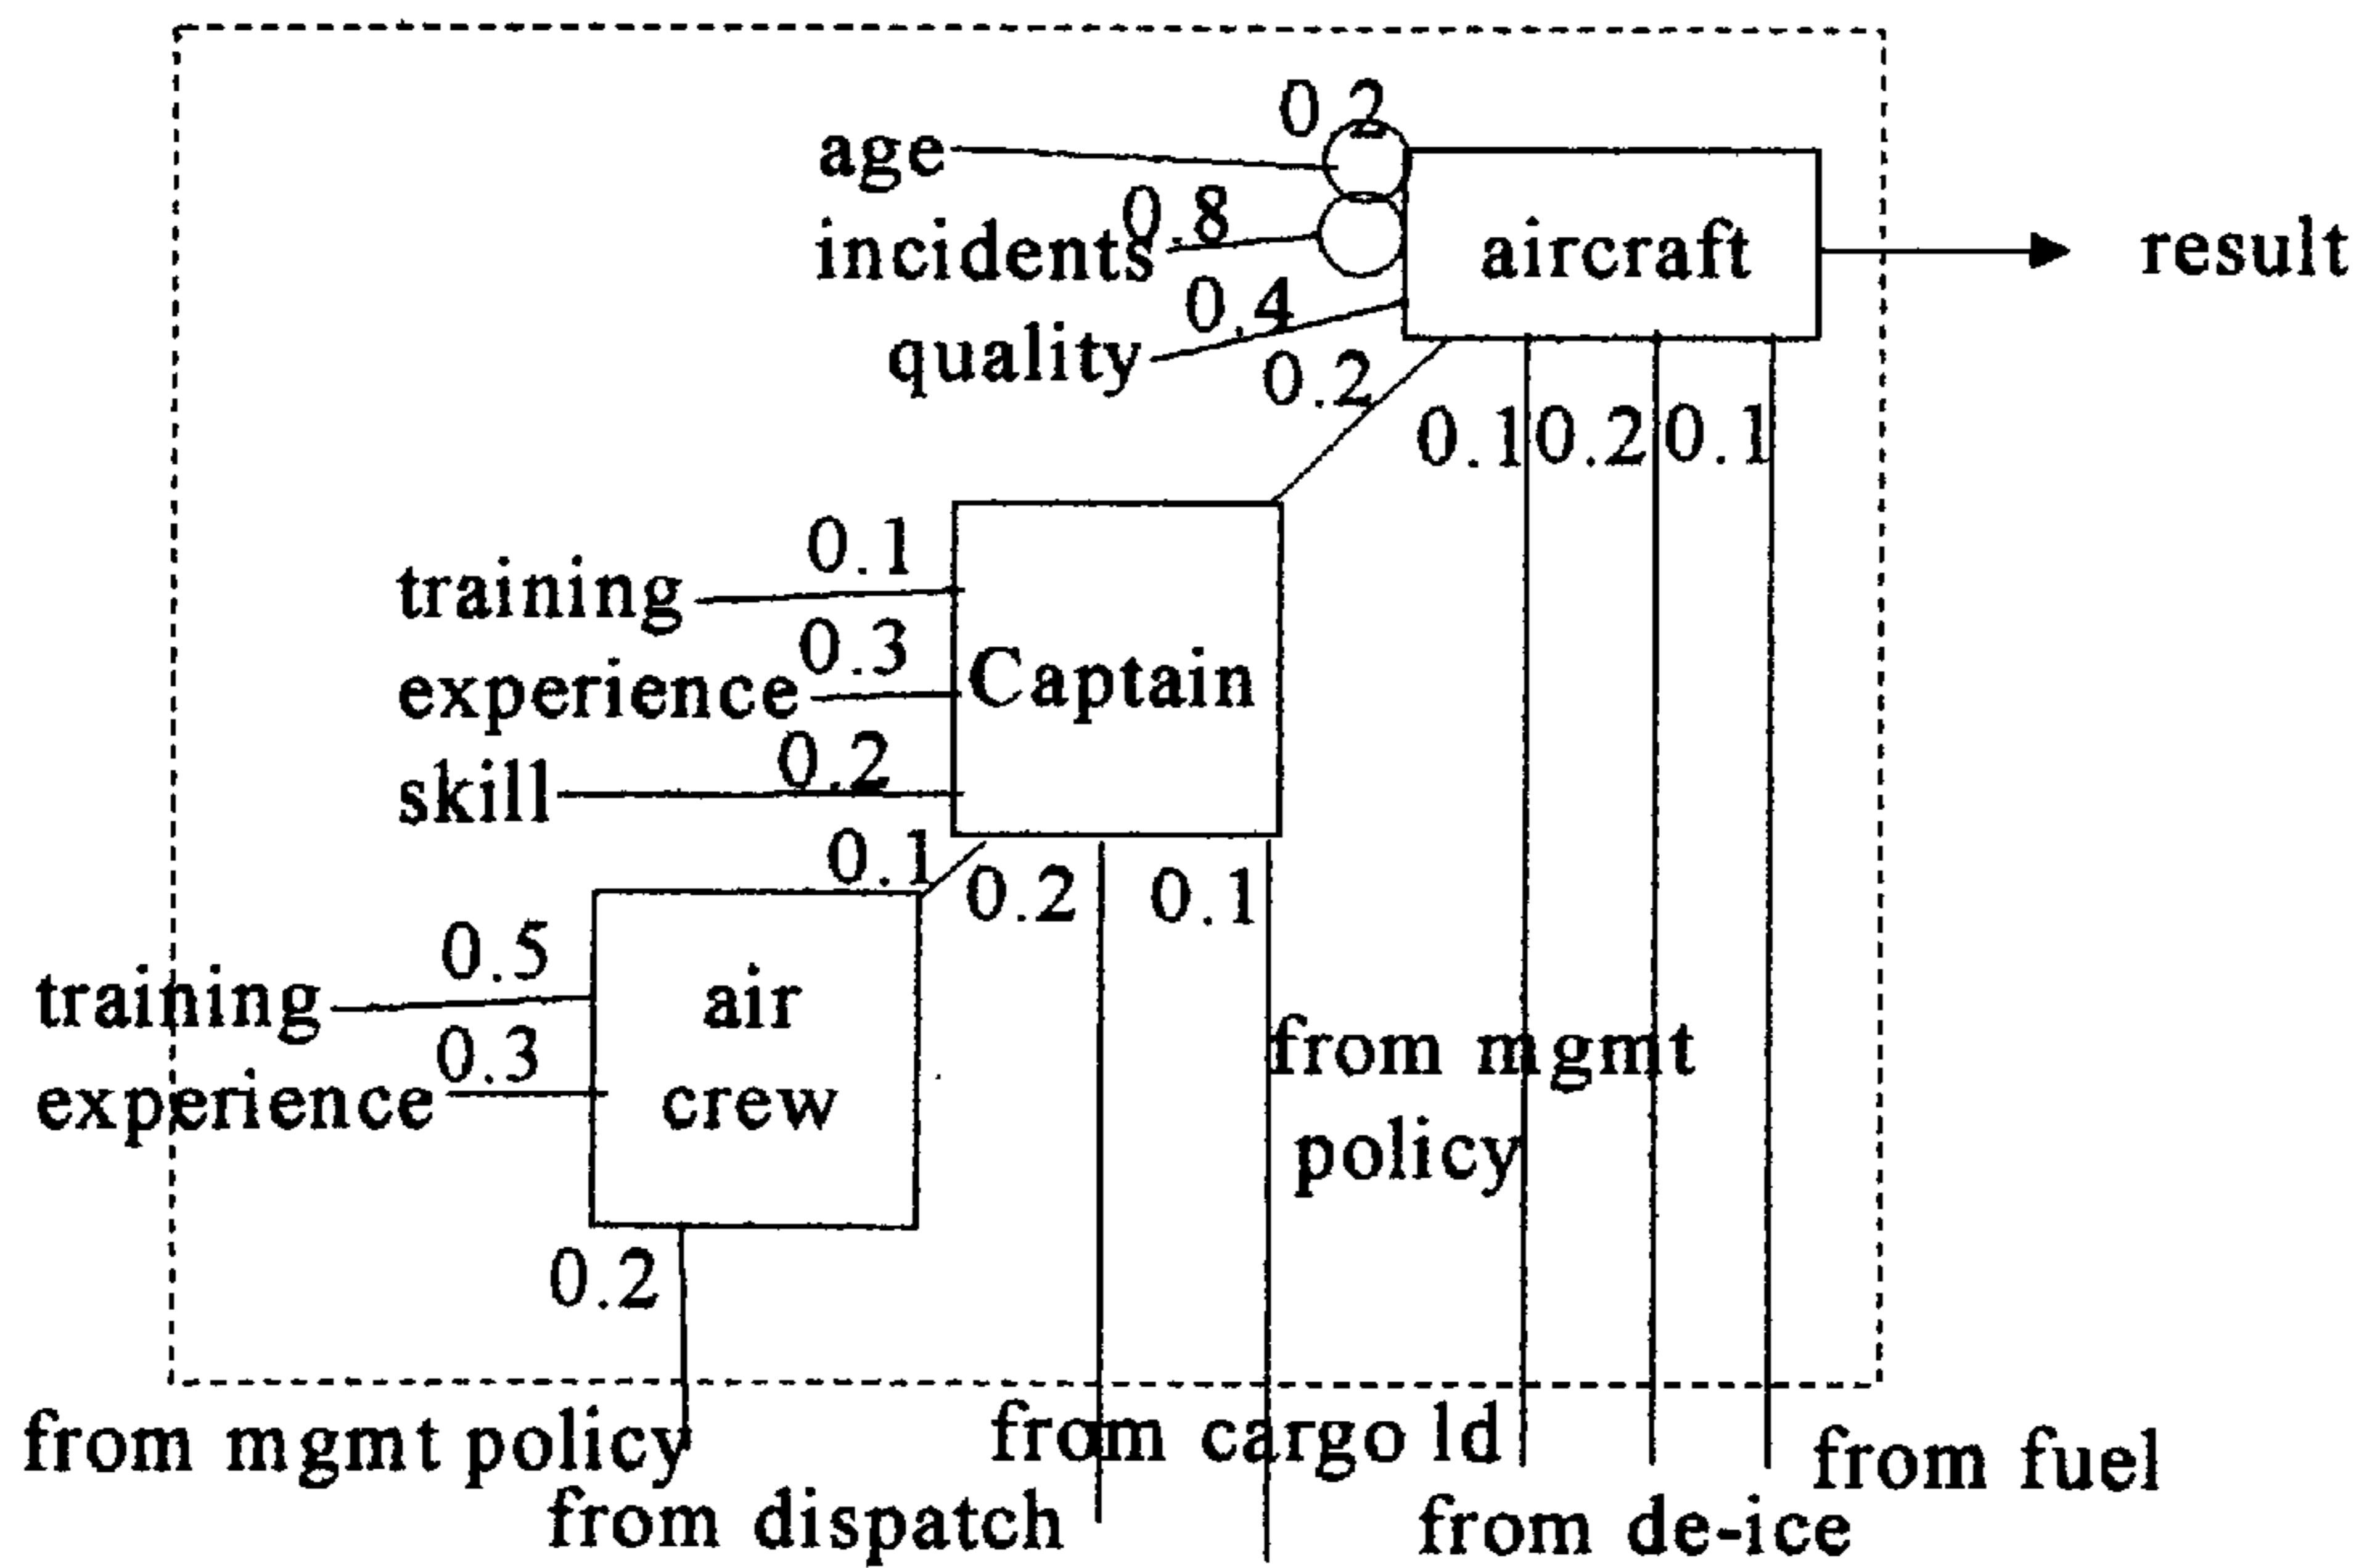 0 2
age
0.8
incidents
aircraft
result
0.4
quality
0.2
0.1 0.2 0.1
0.1
training
0.3
experience
Captain
0.2
skill
0.1
0.2 0.1
0.5
training
air
0.3
experience
crew
from mgmt
policy
0.2
from mgmt policy
from cargo ld
from fuel
from dispatch
from de-ice